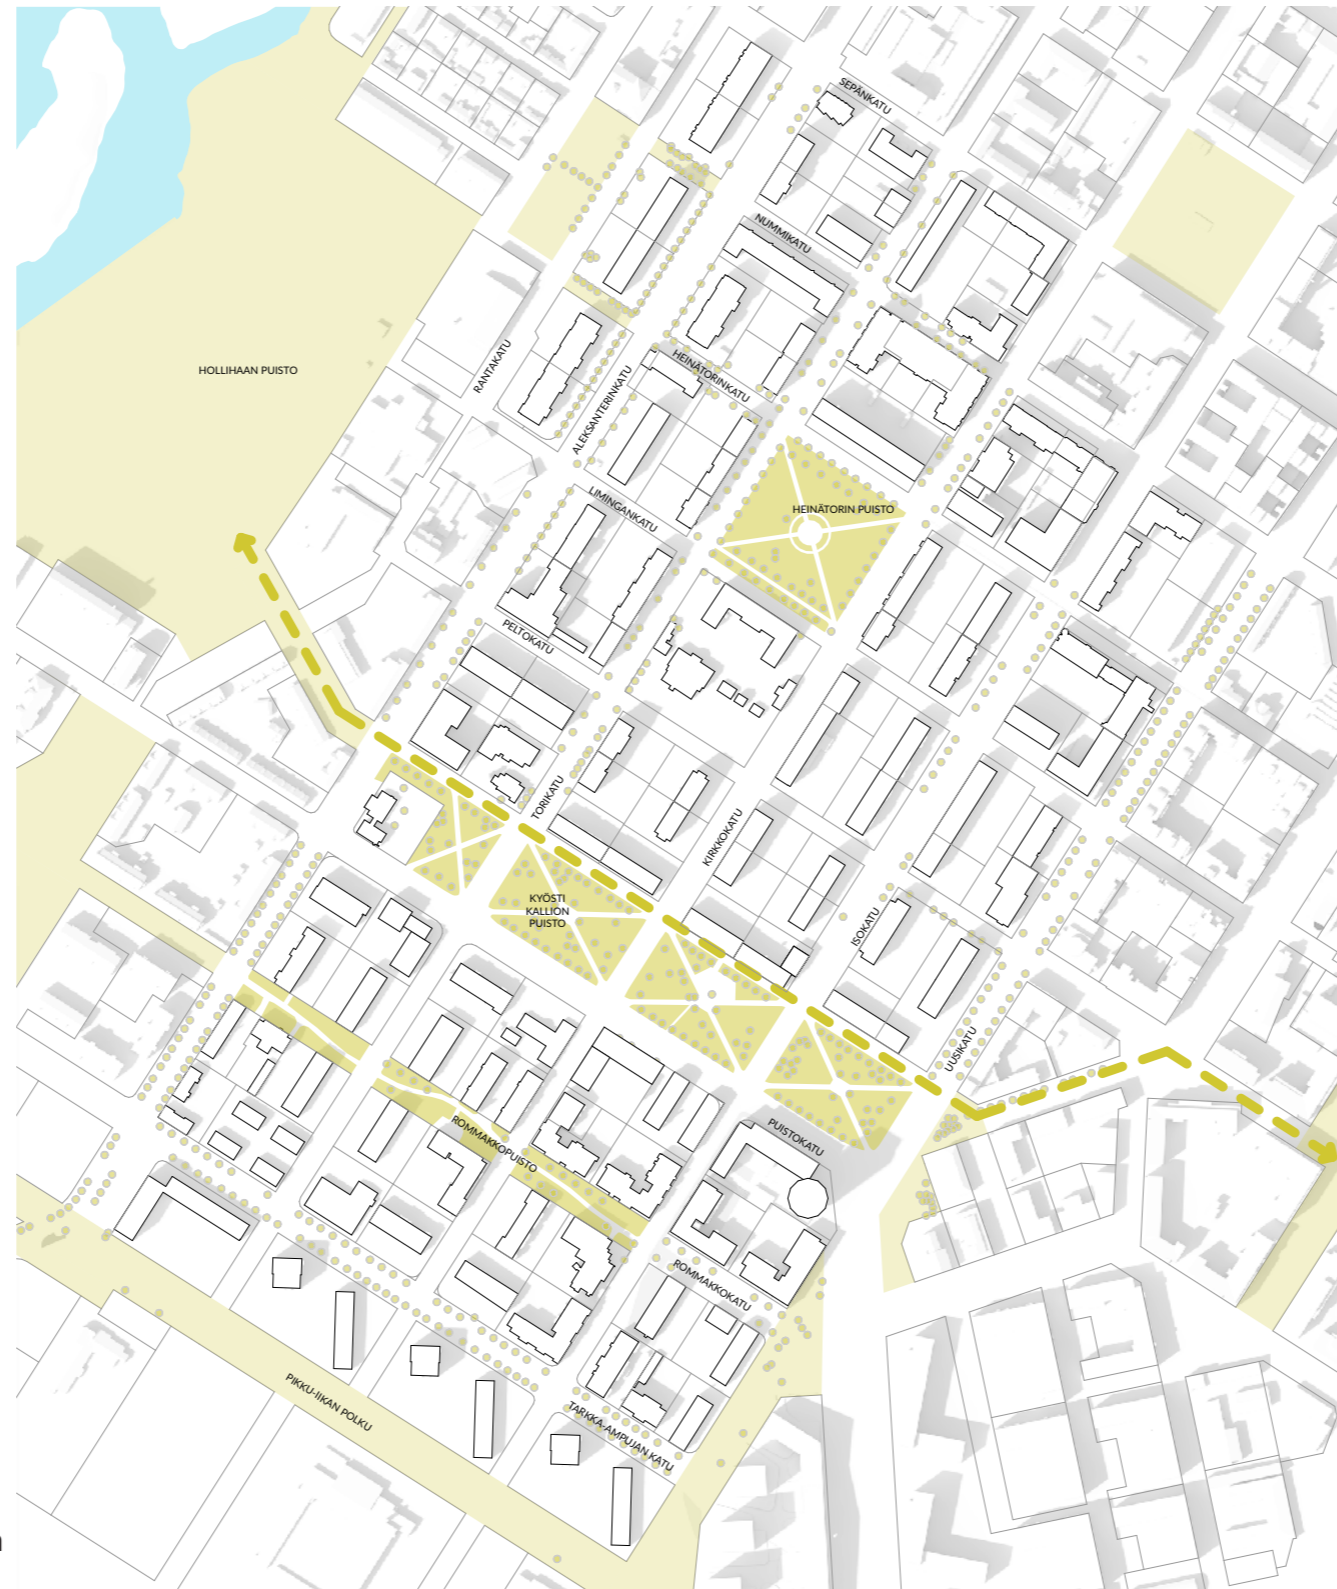 SEPÄNKATU
NUMMIKATU
HOLLIHAAN PUISTO
RANTAKATU
HEINÄTORINKATU
ALEKSANTERINKATU
LIMINGANKATU
HEINÄTORIN PUISTO
PELTOKATU
TORIKATU
KIRKKOKATU
KYÖSTI
KALLION
PUISTO
ISOKATU
UUSIKATU
ROMMAKKOPUISTO
PUISTOKATU
ROMMAKKOKATU
PIKKU-IIKAN POLKU
TARKKA-AMPUJAN KATU